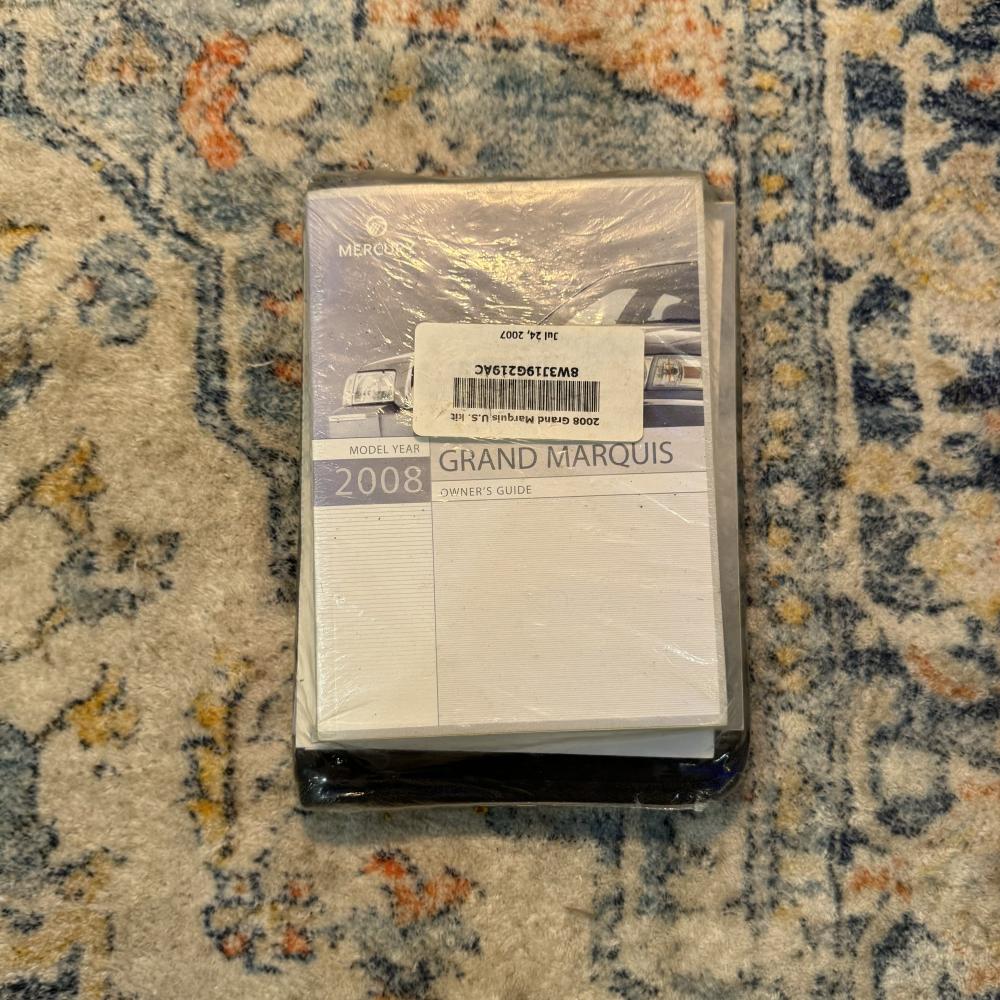 MERCURY
2008 Grand Marquis U.S. kit
8W3J19G219AC
Jul 24, 2007
MODEL YEAR
2008
GRAND MARQUIS
OWNER'S GUIDE